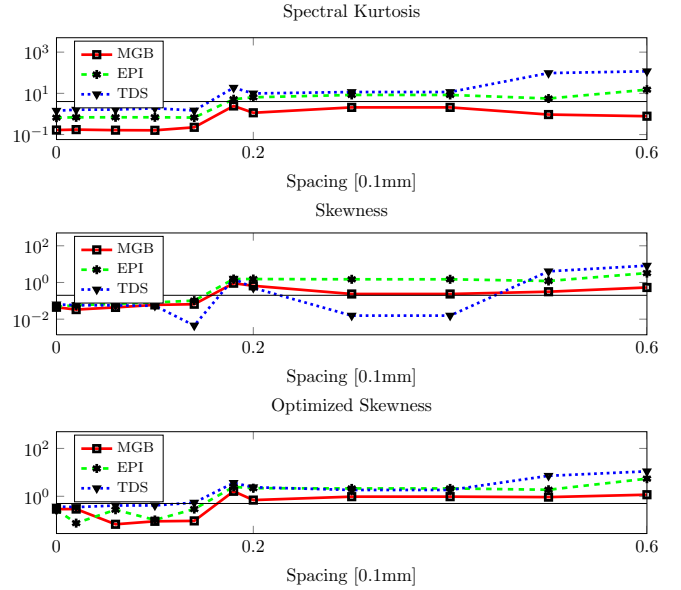 Spectral Kurtosis
10^3
10^1
10^−1
MGB
EPI
TDS
0 0.2 0.6
Spacing [0.1mm]
Skewness
10^2
10^0
10^−2
MGB
EPI
TDS
0 0.2 0.6
Spacing [0.1mm]
Optimized Skewness
10^2
10^0
MGB
EPI
TDS
0 0.2 0.6
Spacing [0.1mm]